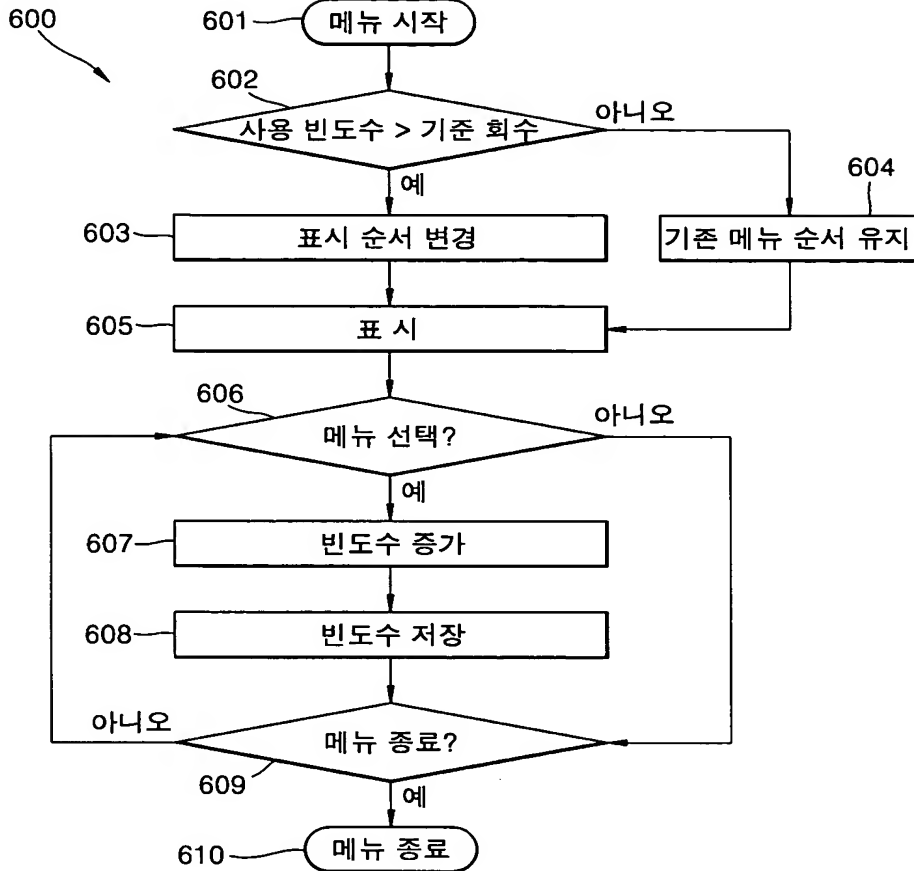 600
601
메뉴 시작
602
사용 빈도수 > 기준 회수
아니오
예
603
표시 순서 변경
604
기존 메뉴 순서 유지
605
표 시
606
메뉴 선택?
아니오
예
607
빈도수 증가
608
빈도수 저장
아니오
메뉴 종료?
609
예
610
메뉴 종료